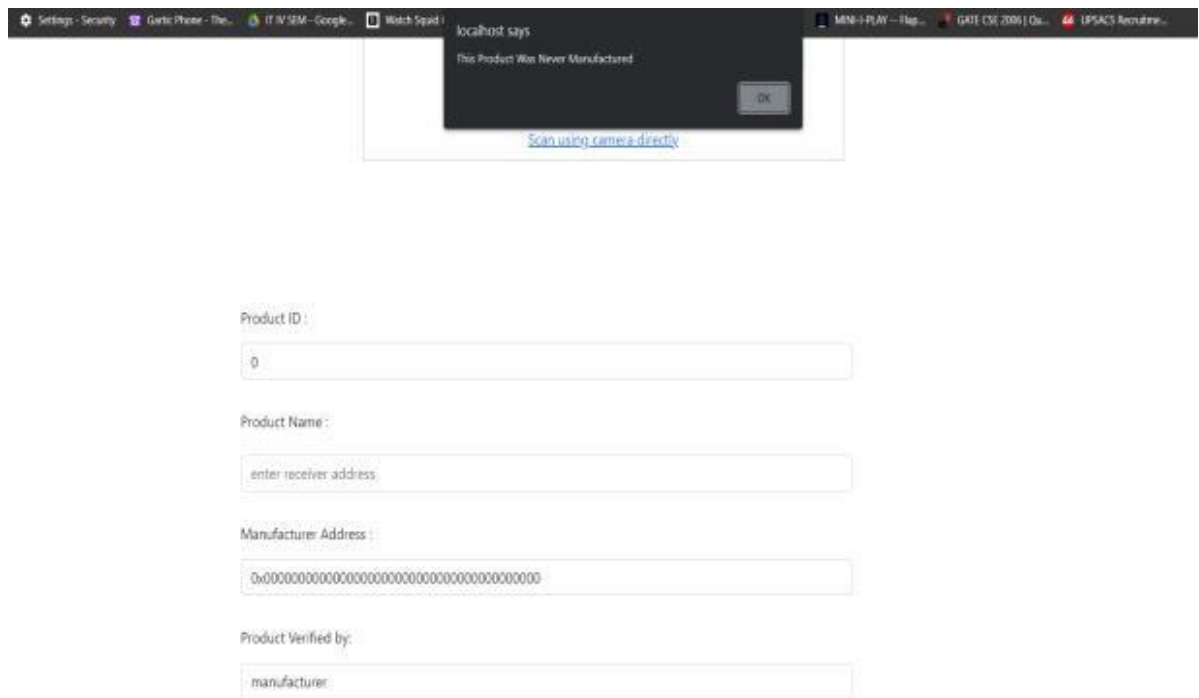 Settings - Security Gartic Phone - The... IT IV SEM - Google... Watch Squid MINI-I-PLAY – Flap... GATE CSE 2006 | Qu... UPSACS Recruitme...
localhost says
This Product Was Never Manufactured
OK
Scan using camera directly
Product ID :
0
Product Name :
enter receiver address
Manufacturer Address :
0x0000000000000000000000000000000000000000
Product Verified by:
manufacturer